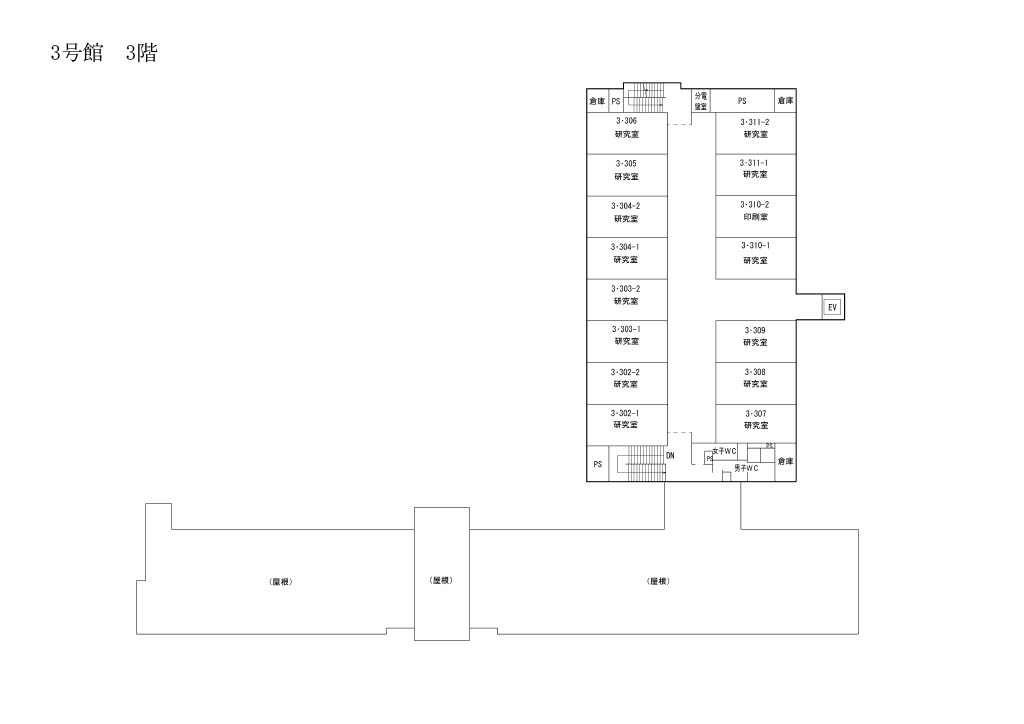 3号館　3階
倉庫
PS
分電
盤室
PS
倉庫
3・306
研究室
3・305
研究室
3・304-2
研究室
3・304-1
研究室
3・303-2
研究室
3・303-1
研究室
3・302-2
研究室
3・302-1
研究室
3・311-2
研究室
3・311-1
研究室
3・310-2
印刷室
3・310-1
研究室
EV
3・309
研究室
3・308
研究室
3・307
研究室
PS
DN
女子WC
PS
PS
男子WC
倉庫
(屋根)
(屋根)
(屋根)